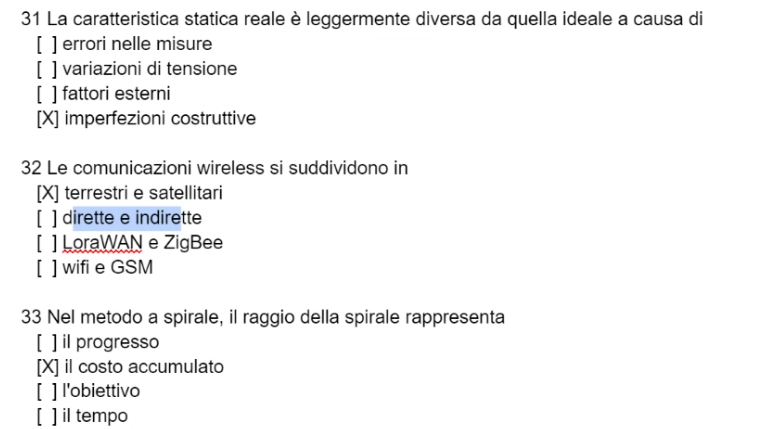 31 La caratteristica statica reale è leggermente diversa da quella ideale a causa di
[ ] errori nelle misure
[ ] variazioni di tensione
[ ] fattori esterni
[X] imperfezioni costruttive
32 Le comunicazioni wireless si suddividono in
[X] terrestri e satellitari
[ ] dirette e indirette
[ ] LoraWAN e ZigBee
[ ] wifi e GSM
33 Nel metodo a spirale, il raggio della spirale rappresenta
[ ] il progresso
[X] il costo accumulato
[ ] l'obiettivo
[ ] il tempo